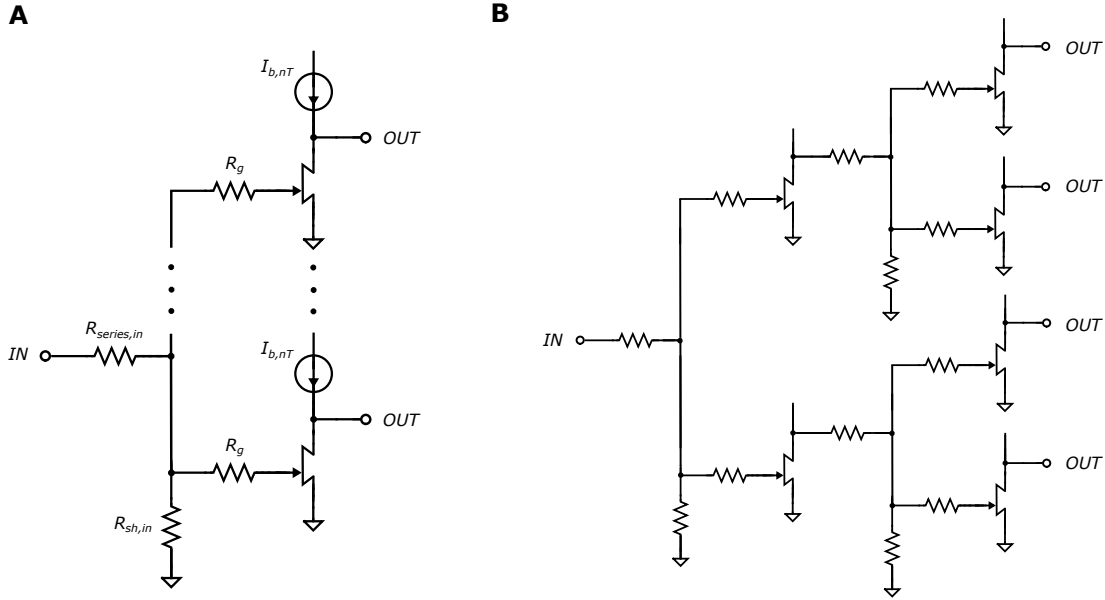 A
I_{b,nT}
OUT
R_g
R_{series,in}
IN
I_{b,nT}
OUT
R_g
R_{sh,in}
B
OUT
OUT
IN
OUT
OUT